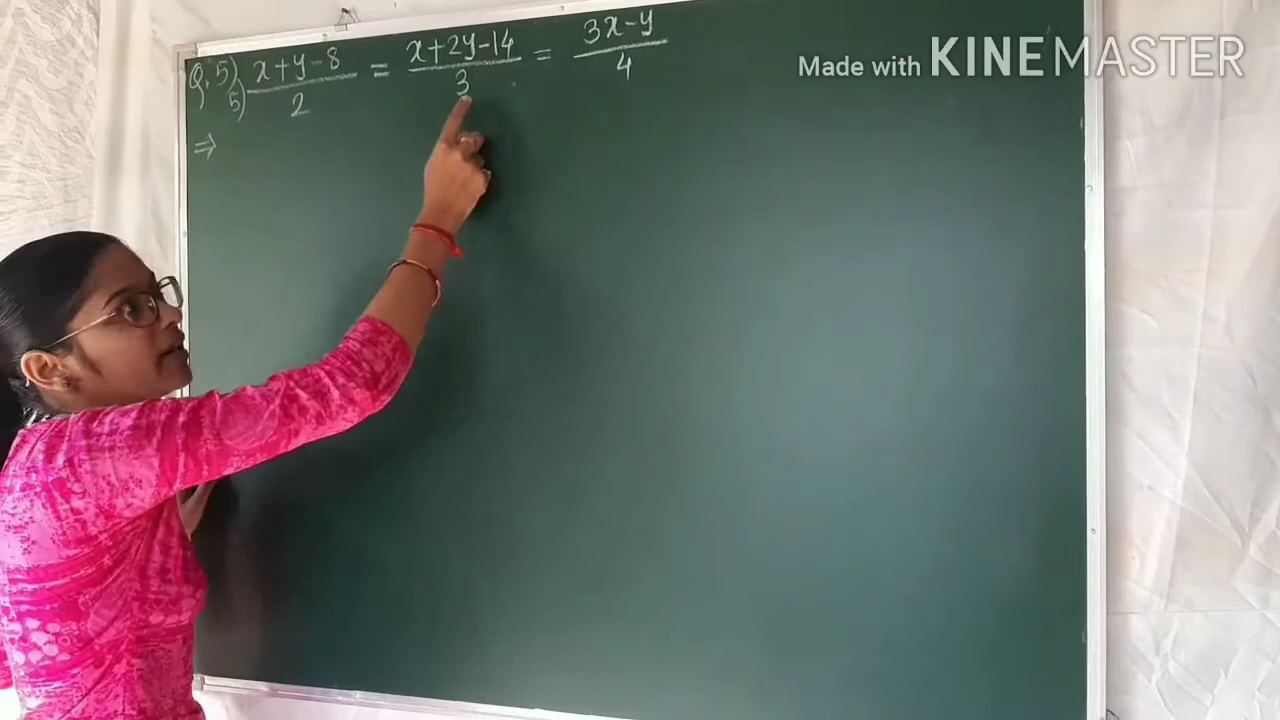 Made with KINEMASTER
Q. 5) 
5) (x+y-8)/2 = (x+2y-14)/3 = (3x-y)/4
⇒